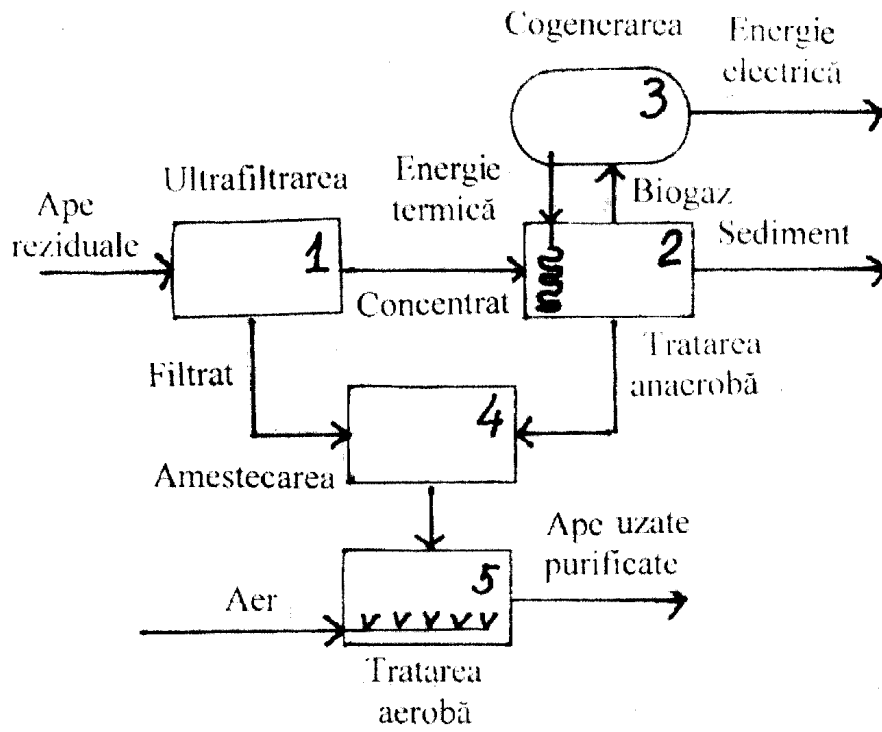 Cogenerarea
Energie
electrică
3
Ultrafiltrarea
Energie
termică
Biogaz
Ape
reziduale
1
2
Sediment
Concentrat
Tratarea
anaerobă
Filtrat
4
Amestecarea
Ape uzate
purificate
5
Aer
Tratarea
aerobă